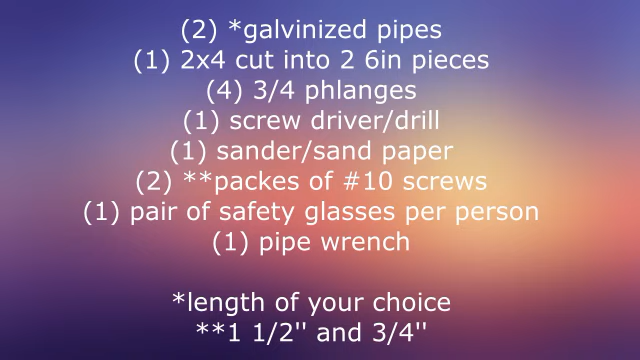 (2) *galvinized pipes
(1) 2x4 cut into 2 6in pieces
(4) 3/4 phlanges
(1) screw driver/drill
(1) sander/sand paper
(2) **packes of #10 screws
(1) pair of safety glasses per person
(1) pipe wrench
*length of your choice
**1 1/2'' and 3/4''